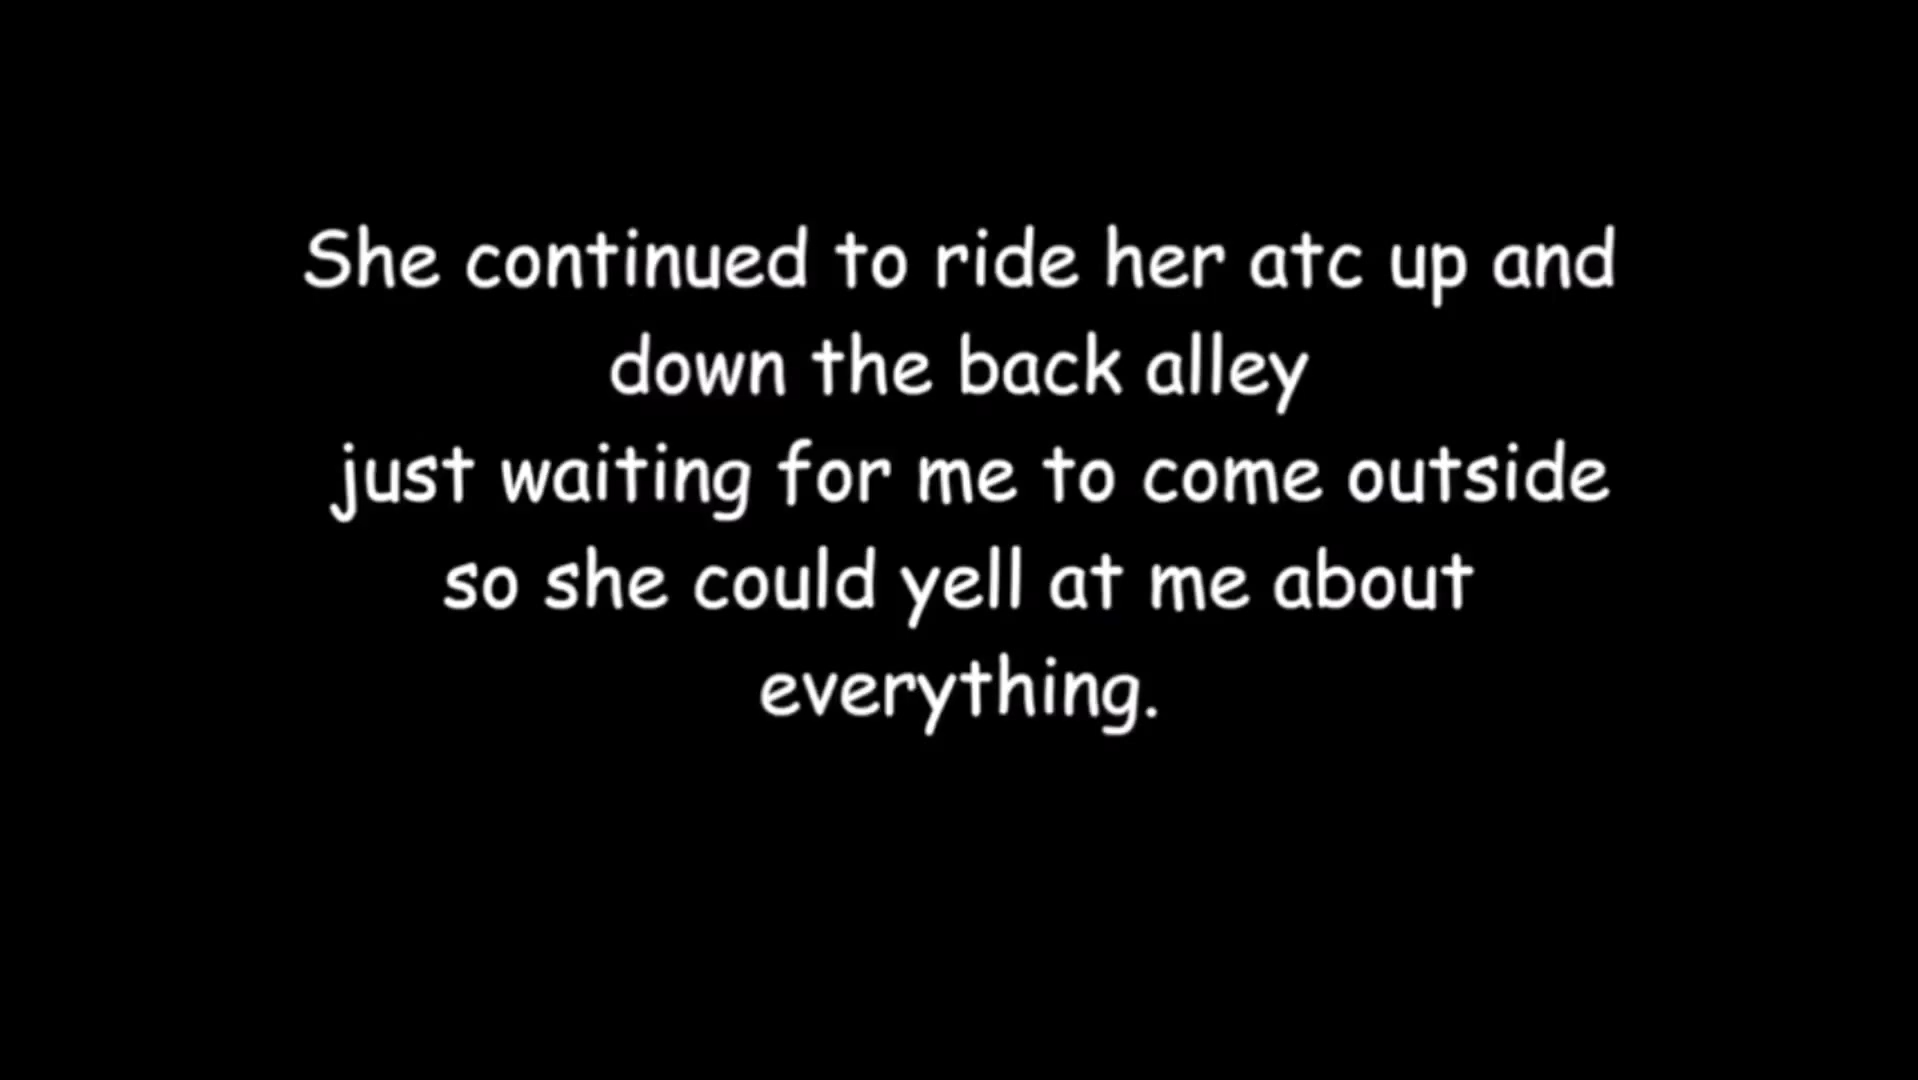 She continued to ride her atc up and
down the back alley
just waiting for me to come outside
so she could yell at me about
everything.